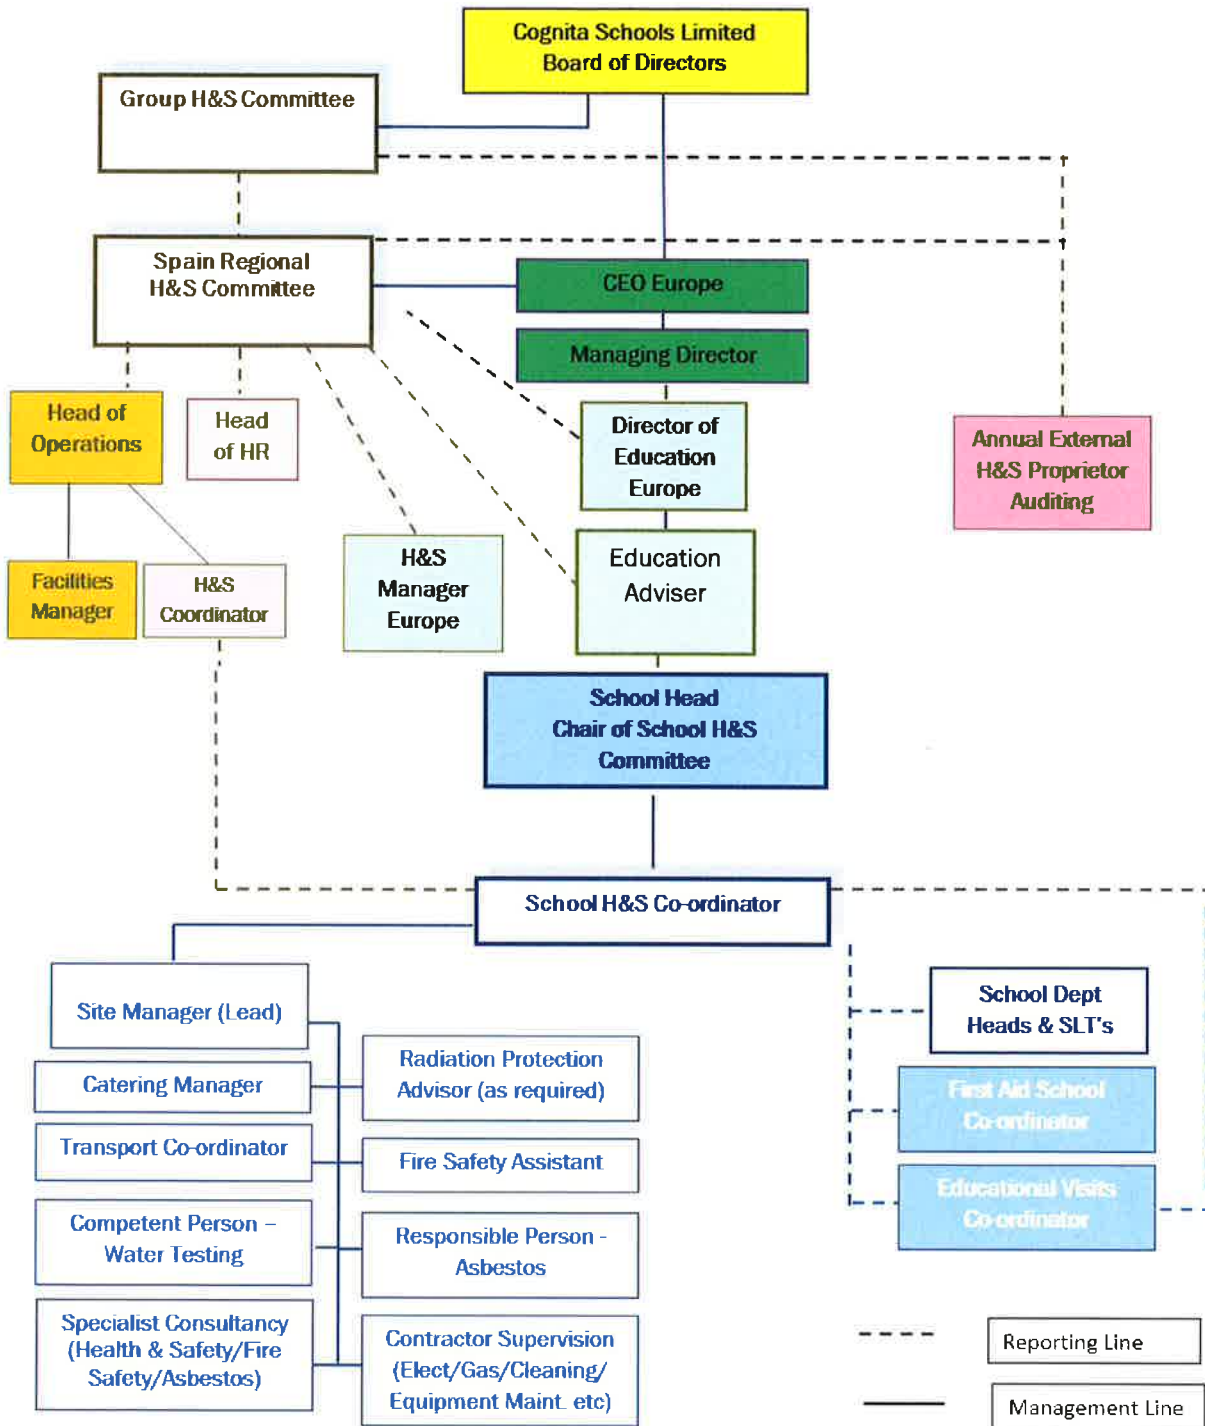 Cognita Schools Limited
Board of Directors
Group H&S Committee
Spain Regional
H&S Committee
CEO Europe
Managing Director
Head of
Operations
Head
of HR
Director of
Education
Europe
Annual External
H&S Proprietor
Auditing
Facilities
Manager
H&S
Coordinator
H&S
Manager
Europe
Education
Adviser
School Head
Chair of School H&S
Committee
School H&S Co-ordinator
Site Manager (Lead)
School Dept
Heads & SLT's
Catering Manager
Radiation Protection
Advisor (as required)
First Aid School
Co-ordinator
Transport Co-ordinator
Fire Safety Assistant
Educational Visits
Co-ordinator
Competent Person –
Water Testing
Responsible Person -
Asbestos
Specialist Consultancy
(Health & Safety/Fire
Safety/Asbestos)
Contractor Supervision
(Elect/Gas/Cleaning/
Equipment Maint. etc)
Reporting Line
Management Line